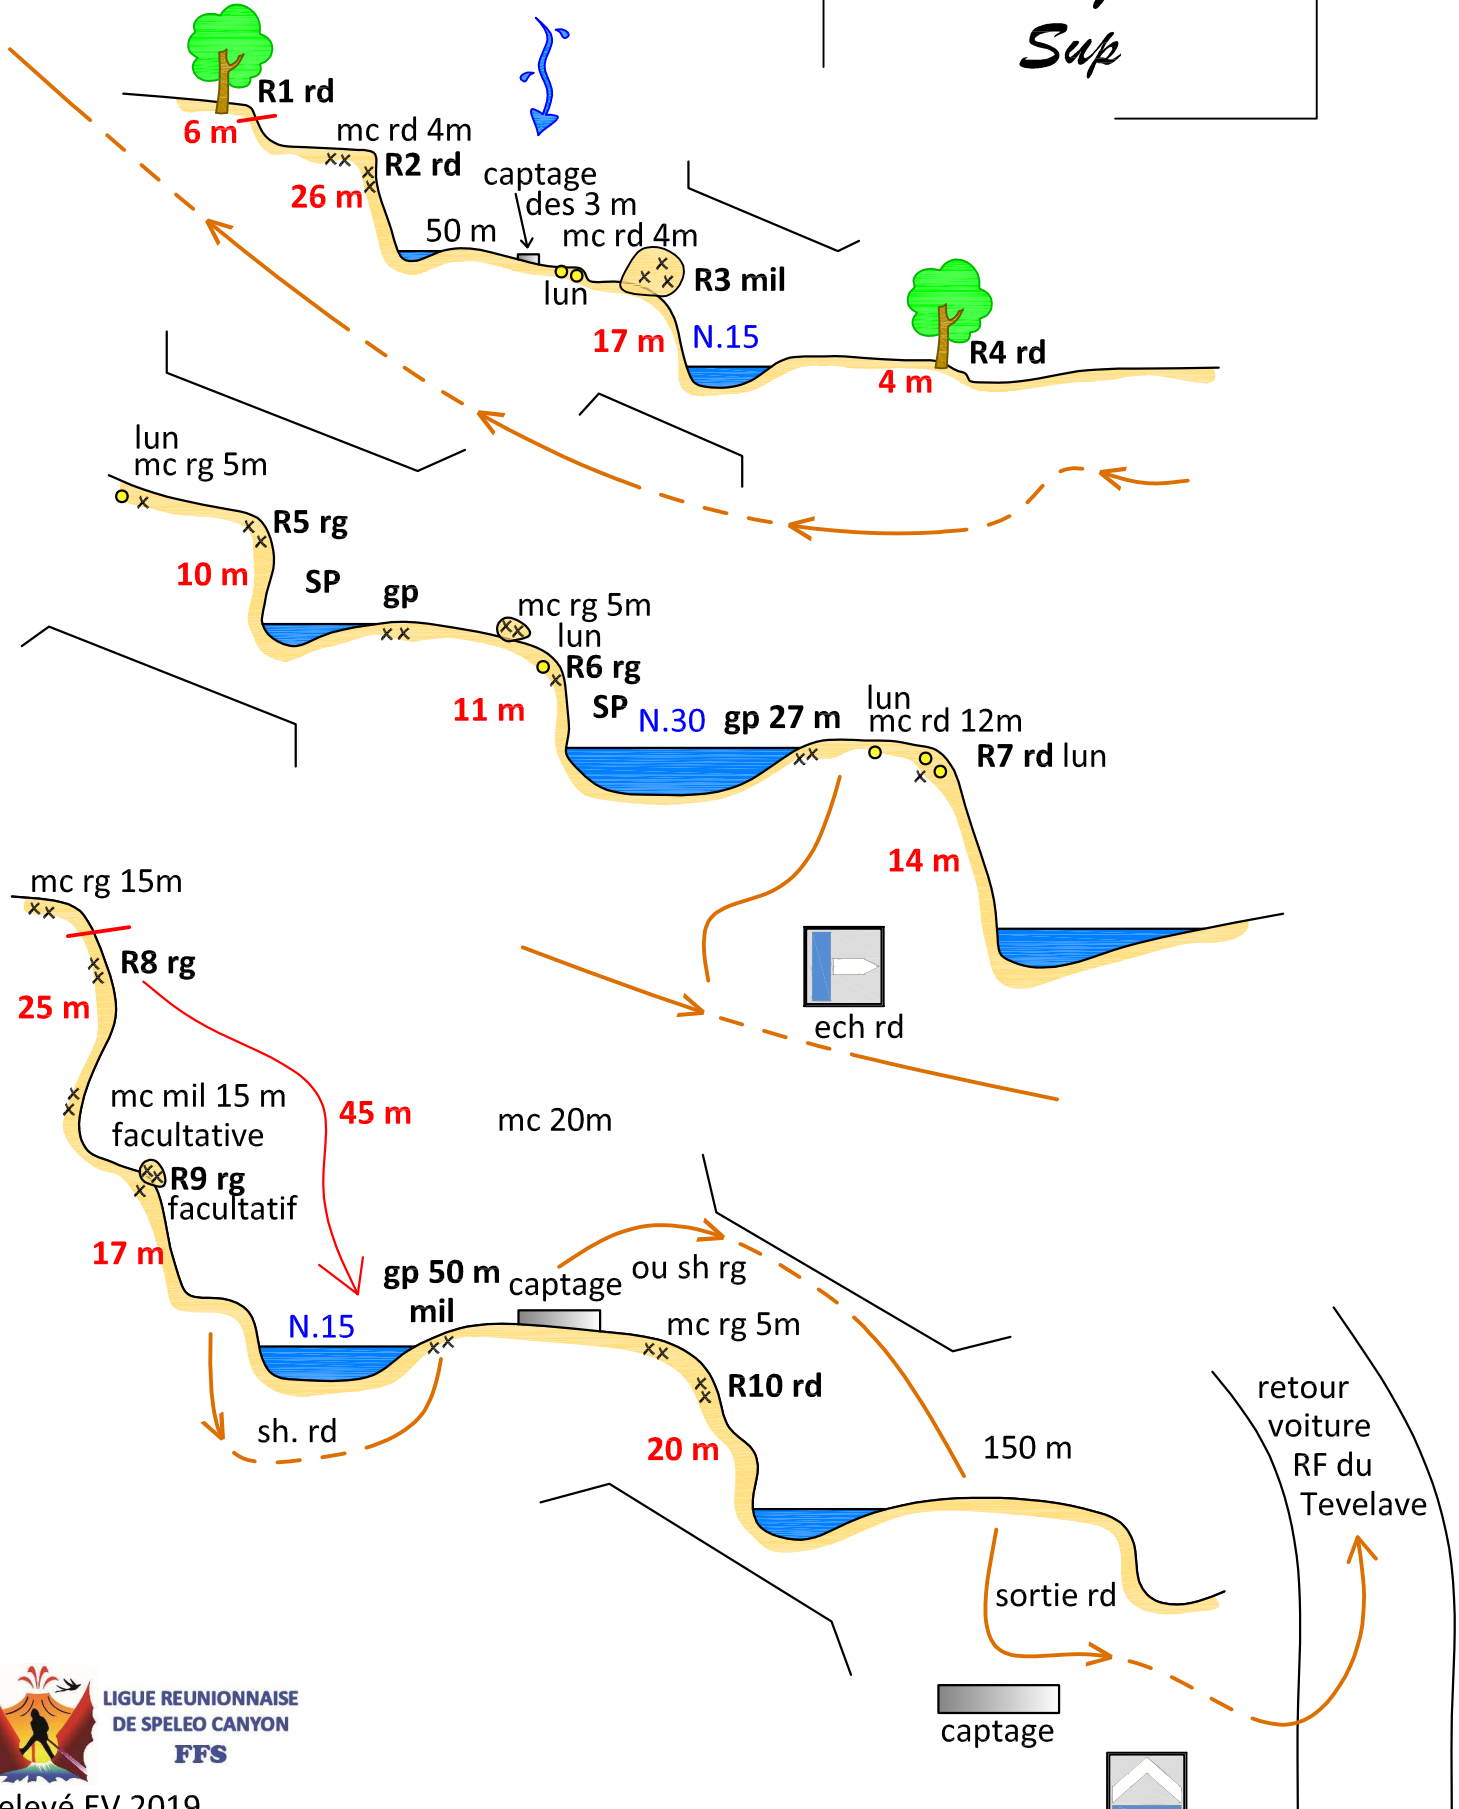 Sup
R1 rd
6 m
mc rd 4m
R2 rd
26 m
captage
des 3 m
50 m
mc rd 4m
lun
R3 mil
17 m
N.15
R4 rd
4 m
lun
mc rg 5m
R5 rg
10 m
SP
gp
mc rg 5m
lun
R6 rg
11 m
SP
N.30
gp 27 m
lun
mc rd 12m
R7 rd lun
14 m
ech rd
mc rg 15m
R8 rg
25 m
45 m
mc mil 15 m
facultative
R9 rg
facultatif
17 m
mc 20m
N.15
gp 50 m
mil
captage
ou sh rg
sh. rd
mc rg 5m
R10 rd
20 m
150 m
sortie rd
retour
voiture
RF du
Tevelave
captage
LIGUE REUNIONNAISE
DE SPELEO CANYON
FFS
2019